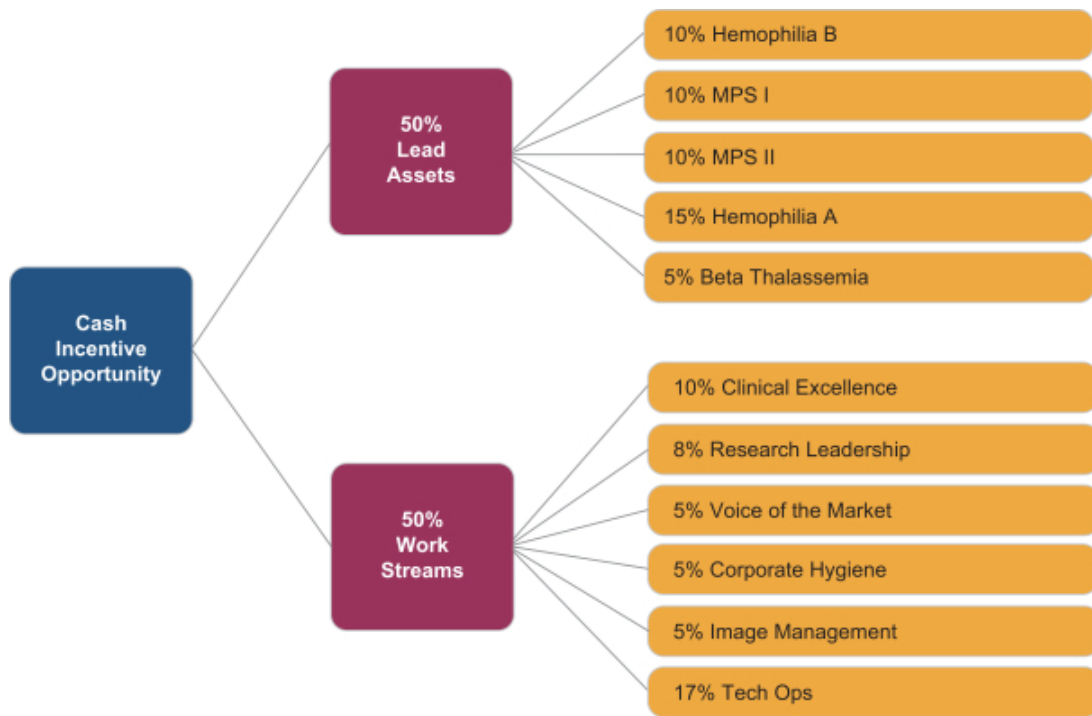 Cash
Incentive
Opportunity
50%
Lead
Assets
10% Hemophilia B
10% MPS I
10% MPS II
15% Hemophilia A
5% Beta Thalassemia
50%
Work
Streams
10% Clinical Excellence
8% Research Leadership
5% Voice of the Market
5% Corporate Hygiene
5% Image Management
17% Tech Ops